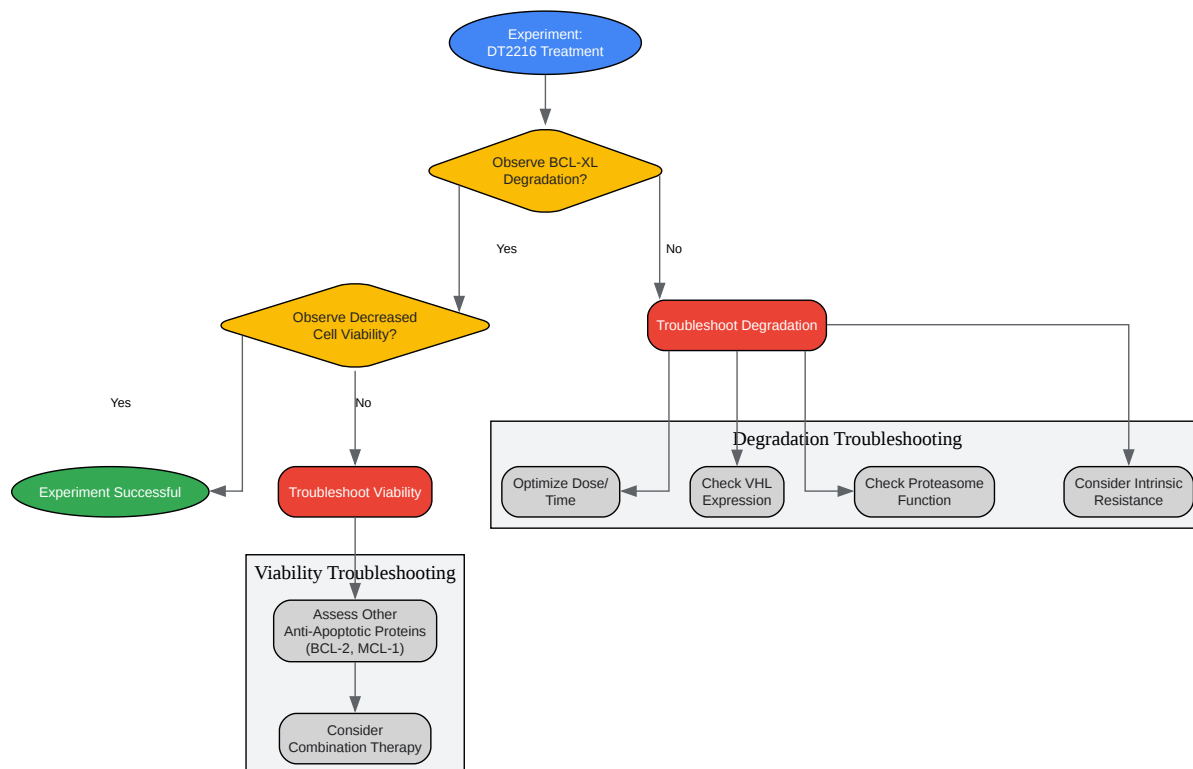 Experiment:
DT2216 Treatment
Observe BCL-XL
Degradation?
Yes
No
Observe Decreased
Cell Viability?
Troubleshoot Degradation
Yes
No
Degradation Troubleshooting
Experiment Successful
Troubleshoot Viability
Optimize Dose/
Time
Check VHL
Expression
Check Proteasome
Function
Consider Intrinsic
Resistance
Viability Troubleshooting
Assess Other
Anti-Apoptotic Proteins
(BCL-2, MCL-1)
Consider
Combination Therapy